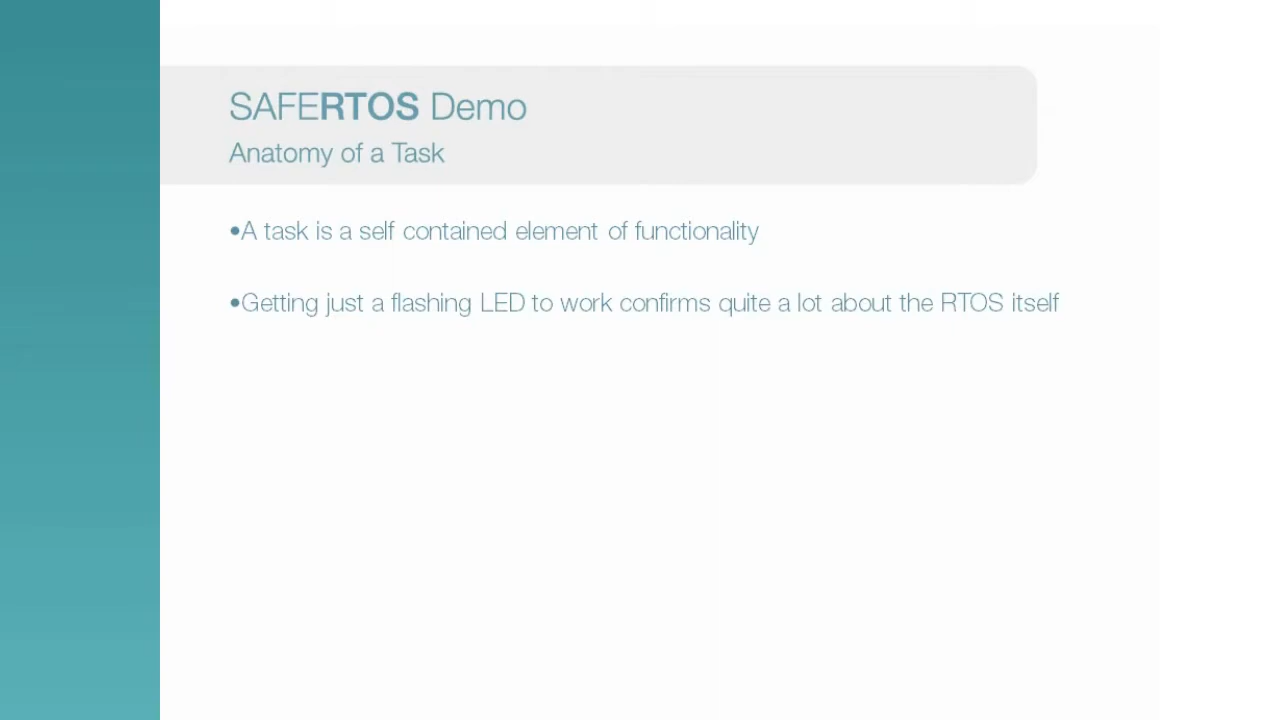 SAFERTOS Demo
Anatomy of a Task
•A task is a self contained element of functionality
•Getting just a flashing LED to work confirms quite a lot about the RTOS itself